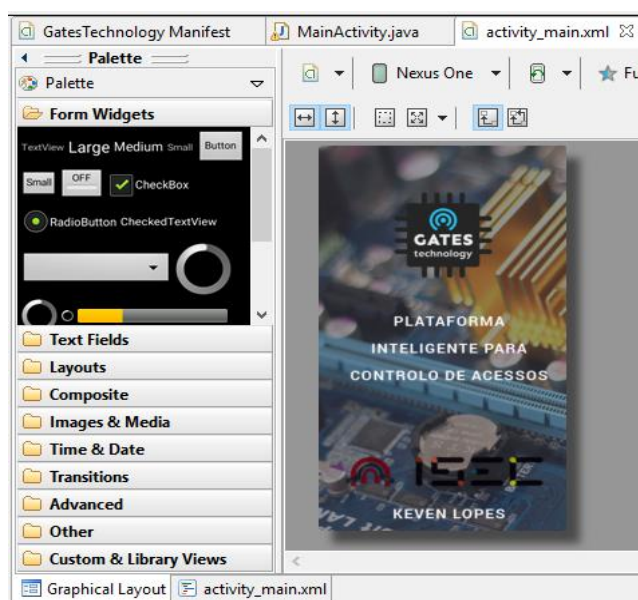 GatesTechnology Manifest MainActivity.java activity_main.xml
Palette
Palette
Nexus One
Form Widgets
TextView Large Medium Small Button
Small OFF CheckBox
RadioButton CheckedTextView
Text Fields
Layouts
Composite
Images & Media
Time & Date
Transitions
Advanced
Other
Custom & Library Views
GATES
technology
PLATAFORMA
INTELIGENTE PARA
CONTROLO DE ACESSOS
ISEC
KEVEN LOPES
Graphical Layout activity_main.xml